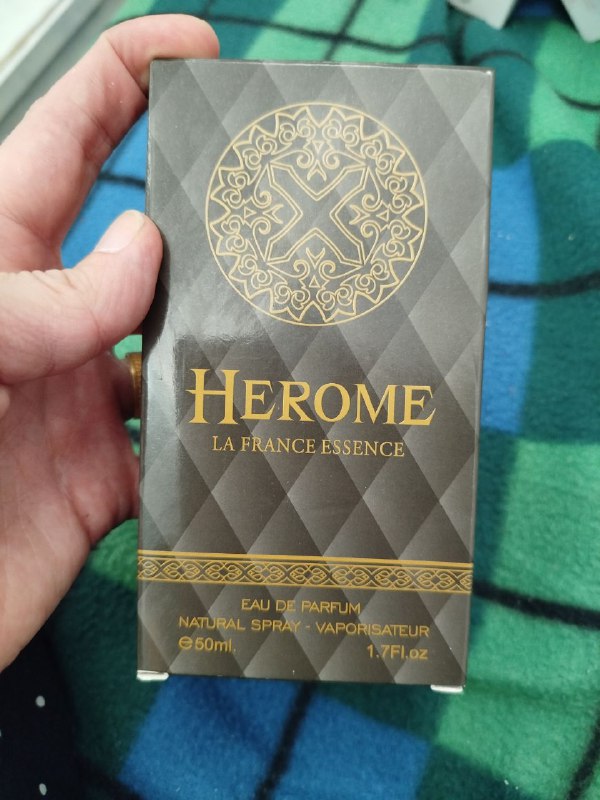 HEROME
LA FRANCE ESSENCE
EAU DE PARFUM
NATURAL SPRAY - VAPORISATEUR
℮50ml. 1.7Fl.oz